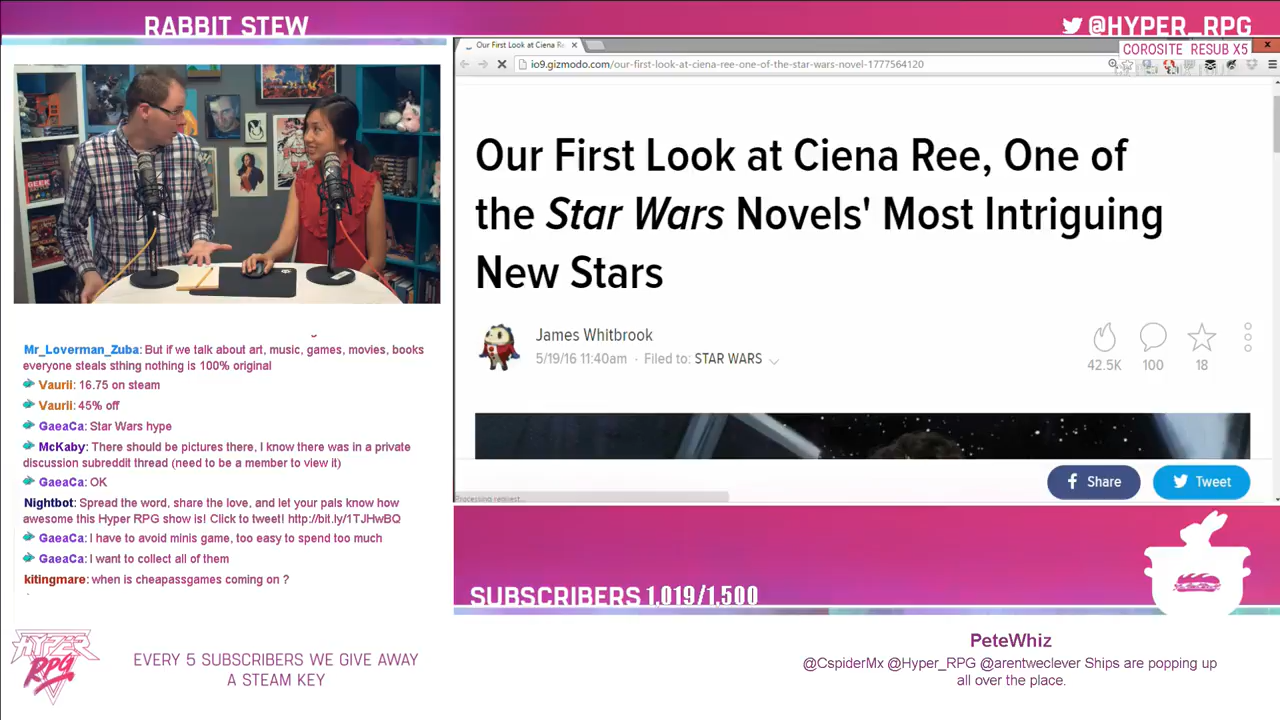 RABBIT STEW
@HYPER_RPG
COROSITE RESUB X5
Our First Look at Ciena Re
io9.gizmodo.com/our-first-look-at-ciena-ree-one-of-the-star-wars-novel-1777564120
Our First Look at Ciena Ree, One of
the Star Wars Novels' Most Intriguing
New Stars
James Whitbrook
5/19/16 11:40am · Filed to: STAR WARS
42.5K 100 18
Share Tweet
Processing request...
GEEK
Mr_Loverman_Zuba: But if we talk about art, music, games, movies, books
everyone steals sthing nothing is 100% original
Vaurii: 16.75 on steam
Vaurii: 45% off
GaeaCa: Star Wars hype
McKaby: There should be pictures there, I know there was in a private
discussion subreddit thread (need to be a member to view it)
GaeaCa: OK
Nightbot: Spread the word, share the love, and let your pals know how
awesome this Hyper RPG show is! Click to tweet! http://bit.ly/1TJHwBQ
GaeaCa: I have to avoid minis game, too easy to spend too much
GaeaCa: I want to collect all of them
kitingmare: when is cheapassgames coming on ?
SUBSCRIBERS 1,019/1,500
HYPER
RPG
EVERY 5 SUBSCRIBERS WE GIVE AWAY
A STEAM KEY
PeteWhiz
@CspiderMx @Hyper_RPG @arentweclever Ships are popping up
all over the place.